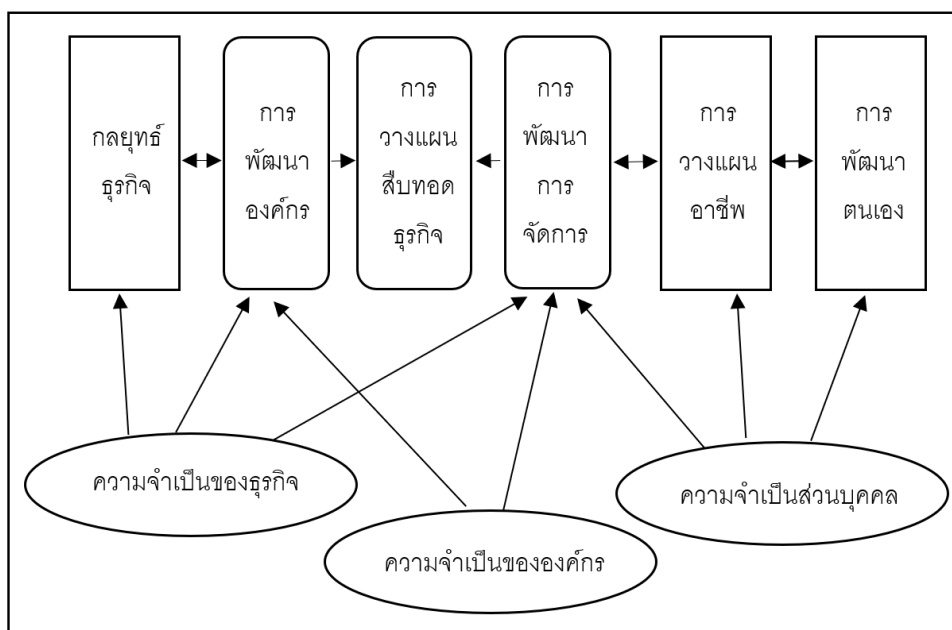 กลยุทธ์
ธุรกิจ
การ
พัฒนา
องค์กร
การ
วางแผน
สืบทอด
ธุรกิจ
การ
พัฒนา
การ
จัดการ
การ
วางแผน
อาชีพ
การ
พัฒนา
ตนเอง
ความจำเป็นของธุรกิจ
ความจำเป็นขององค์กร
ความจำเป็นส่วนบุคคล